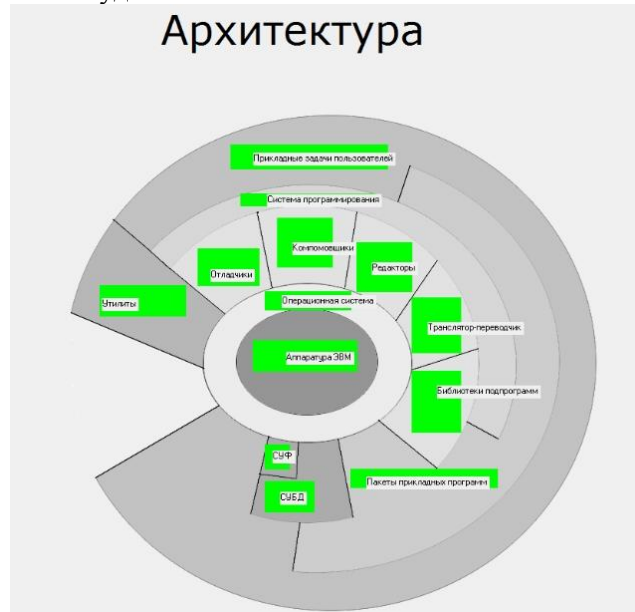 Архитектура
Прикладные задачи пользователей
Система программирования
Компомовщики
Редакторы
Отладчики
Утилиты
Операционная система
Транслятор-переводчик
Аппаратура ЭВМ
Библиотеки подпрограмм
СУФ
Пакеты прикладных программ
СУБД